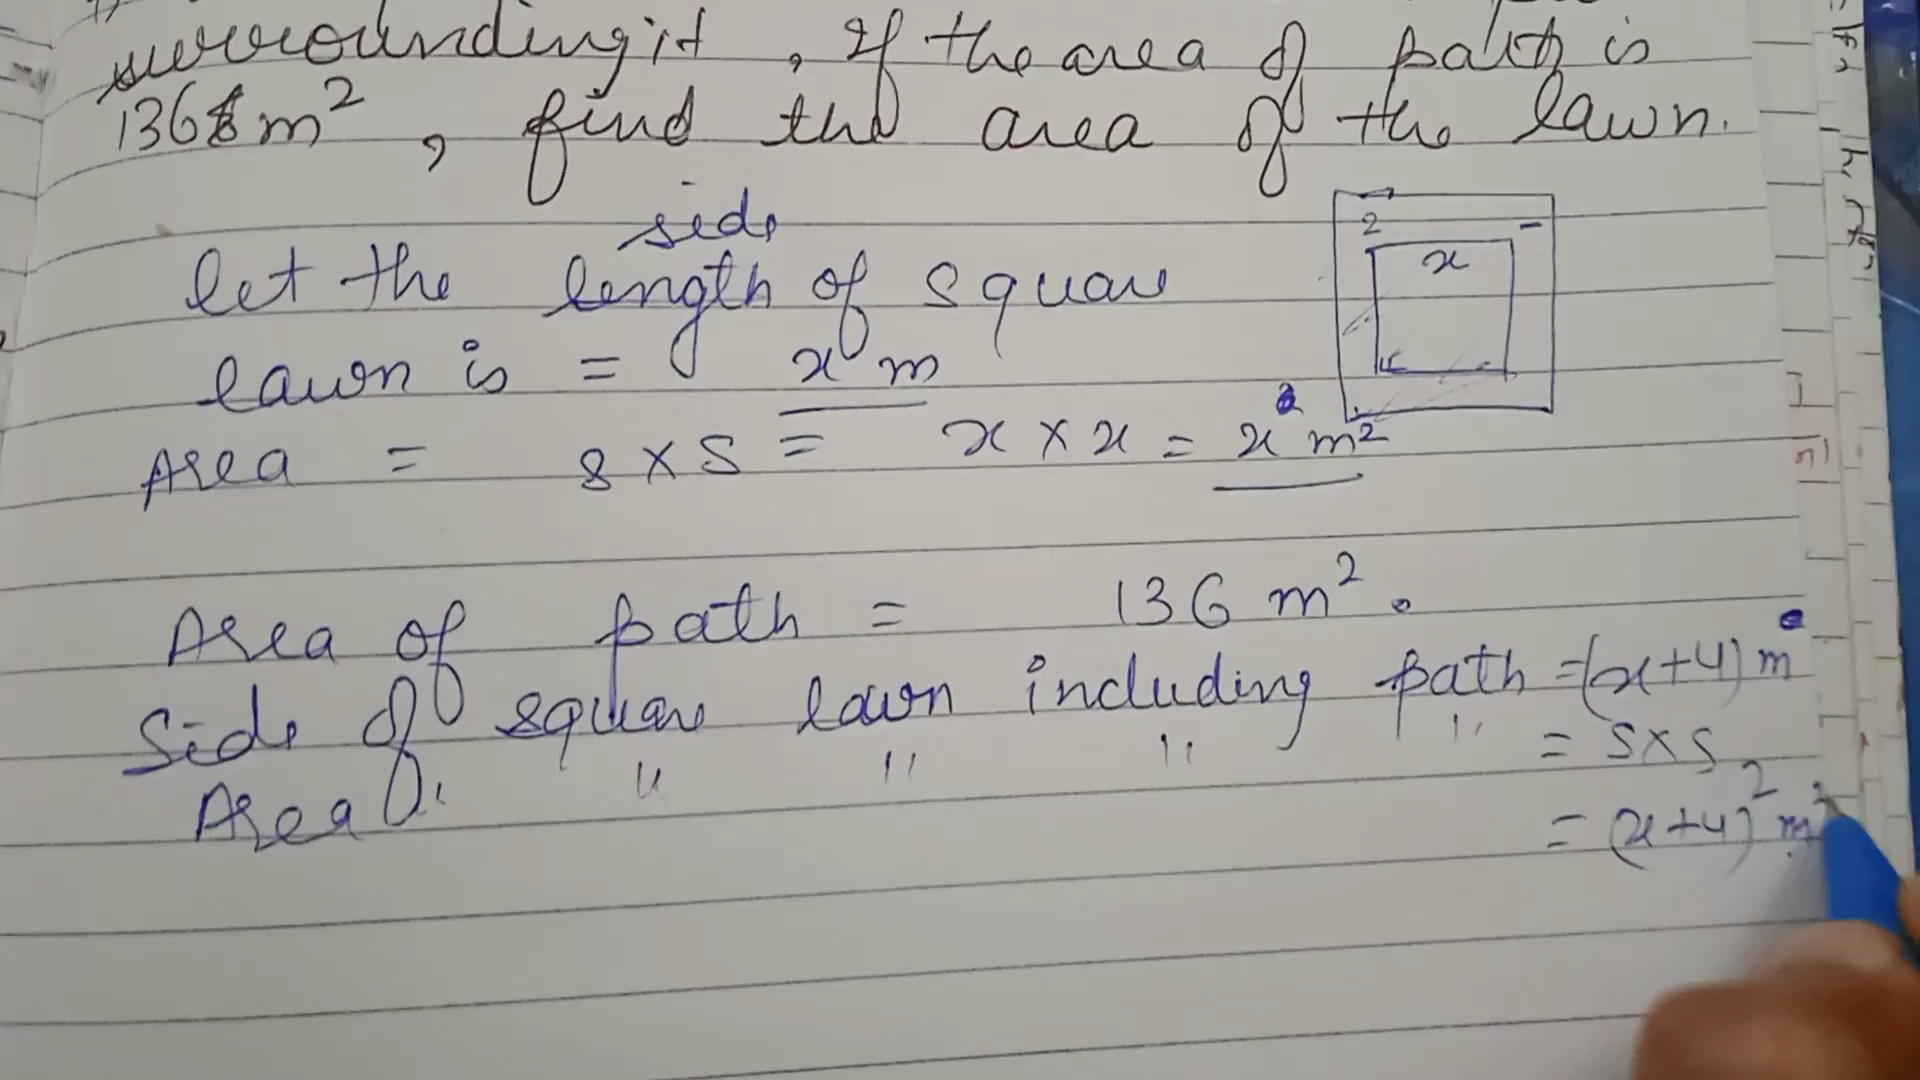 surrounding it , If the area of path is
136 m² , find the area of the lawn.
side
let the length of square
lawn is = x m
2
x
Area = s x s = x x x = x² m²
Area of path = 136 m².
Side of square lawn including path = (x+4) m
Area " " " " " = s x s
= (x+4)² m²